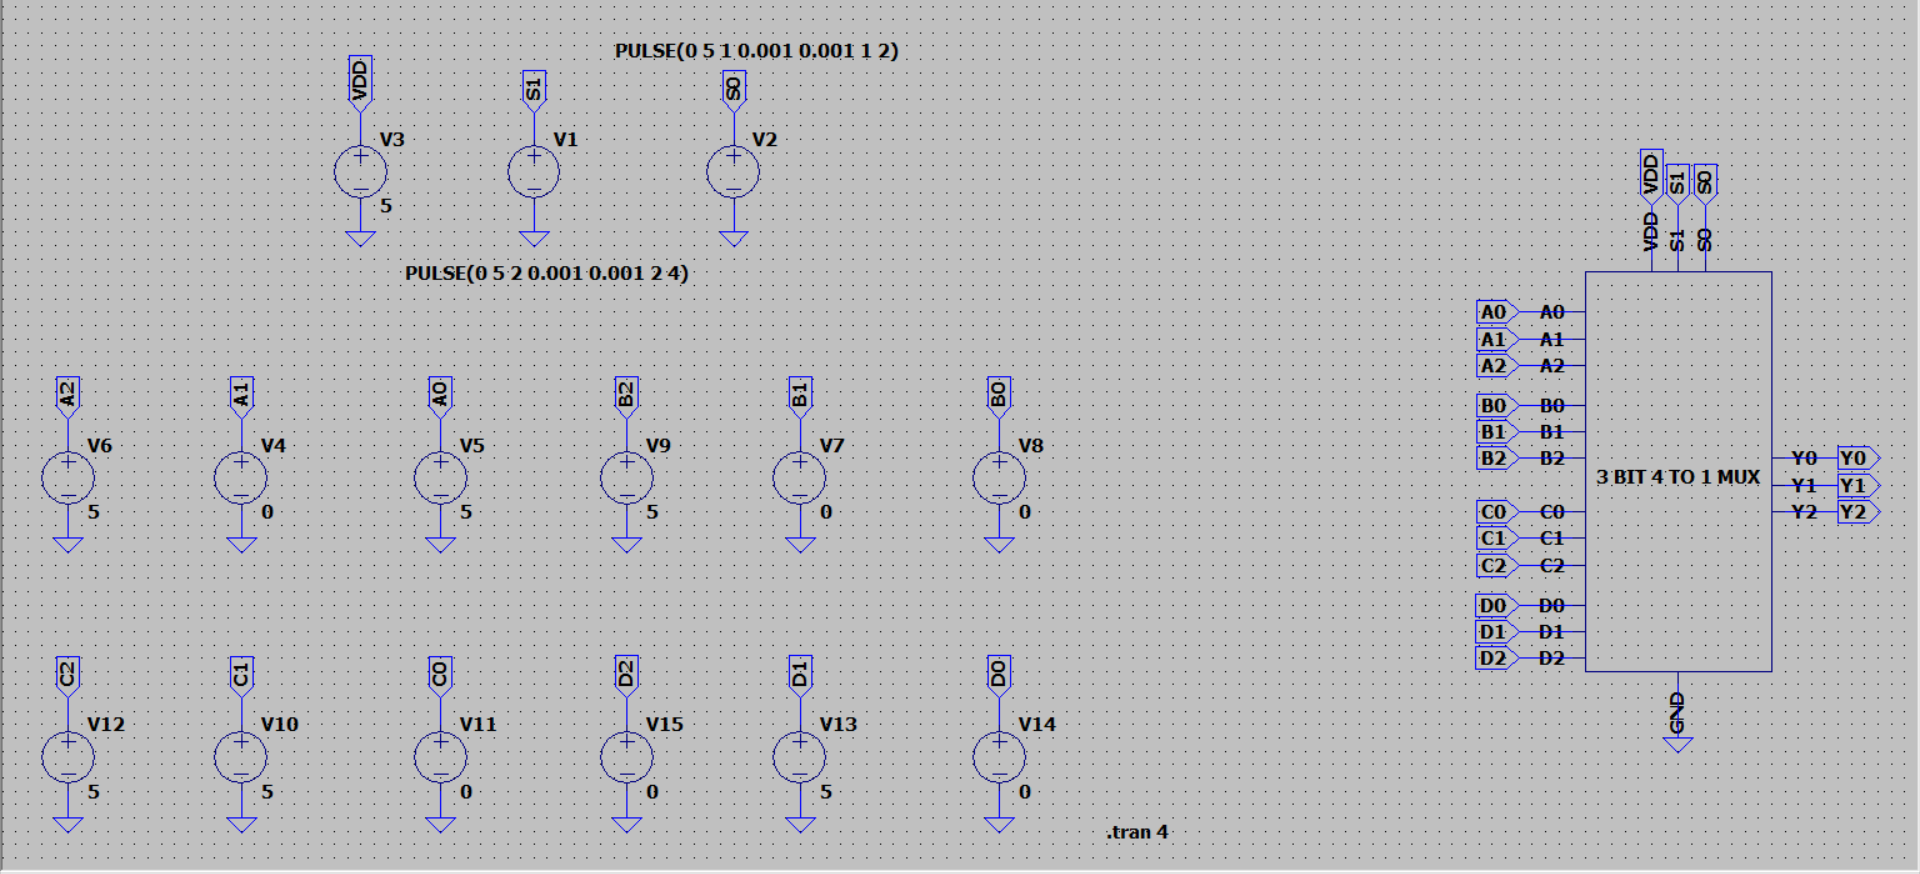 PULSE(0 5 1 0.001 0.001 1 2)
VDD
S1
S0
V3
V1
V2
5
PULSE(0 5 2 0.001 0.001 2 4)
A2
A1
A0
B2
B1
B0
V6
V4
V5
V9
V7
V8
5
0
5
5
0
0
C2
C1
C0
D2
D1
D0
V12
V10
V11
V15
V13
V14
5
5
0
0
5
0
.tran 4
VDD
S1
S0
VDD
S1
S0
A0 A0
A1 A1
A2 A2
B0 B0
B1 B1
B2 B2
3 BIT 4 TO 1 MUX
Y0 Y0
Y1 Y1
Y2 Y2
C0 C0
C1 C1
C2 C2
D0 D0
D1 D1
D2 D2
GND